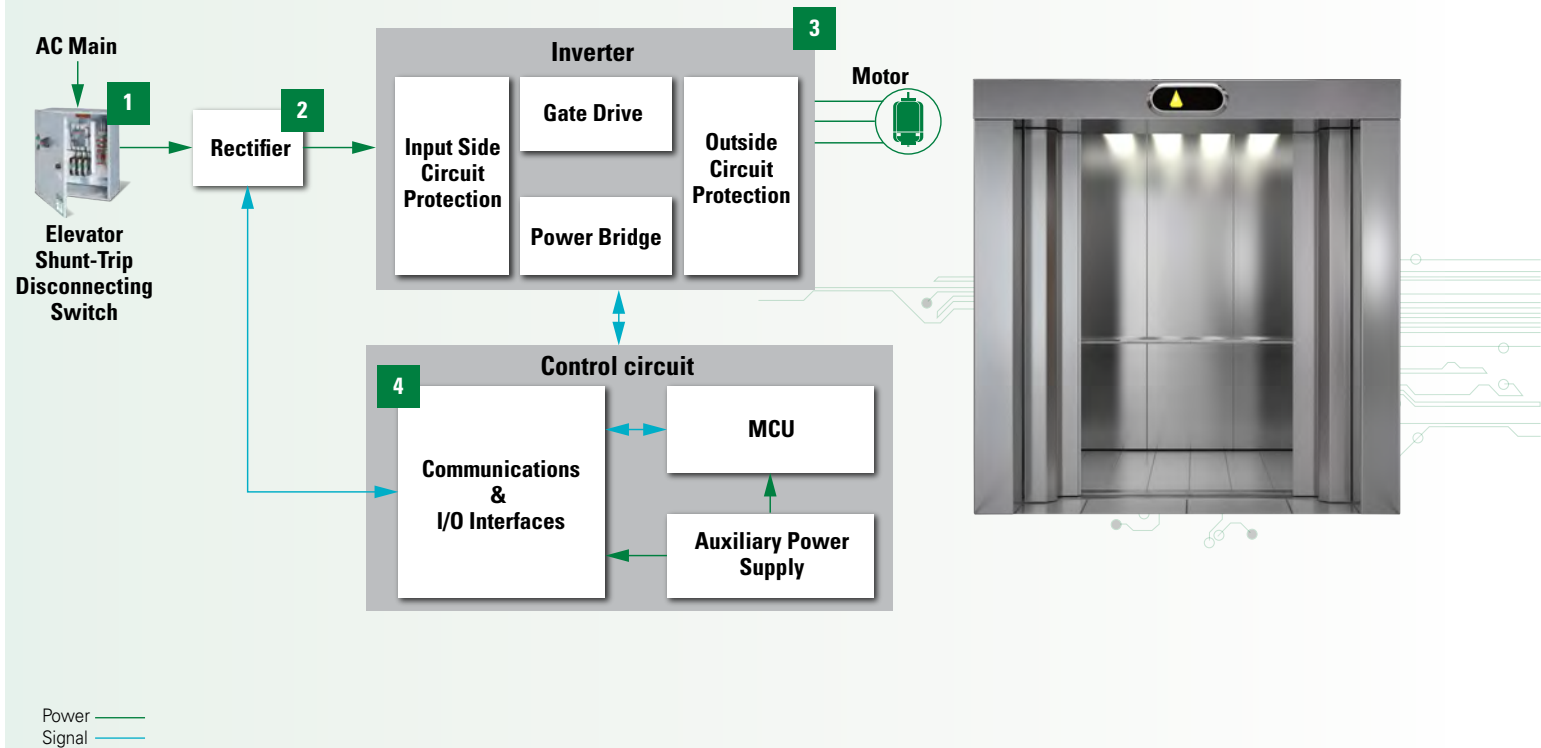 AC Main
1
Elevator
Shunt-Trip
Disconnecting
Switch
2
Rectifier
3
Inverter
Input Side
Circuit
Protection
Gate Drive
Power Bridge
Outside
Circuit
Protection
Motor
Control circuit
4
Communications
&
I/O Interfaces
MCU
Auxiliary Power
Supply
Power
Signal